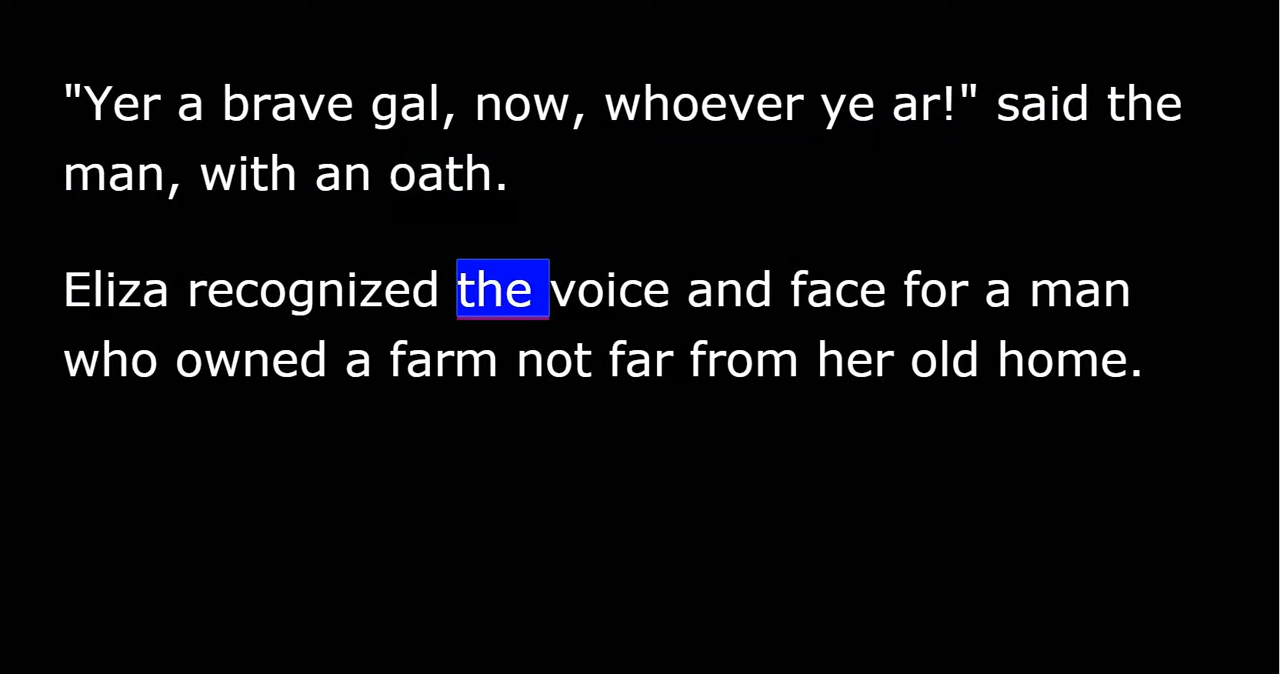 "Yer a brave gal, now, whoever ye ar!" said the
man, with an oath.
Eliza recognized the voice and face for a man
who owned a farm not far from her old home.